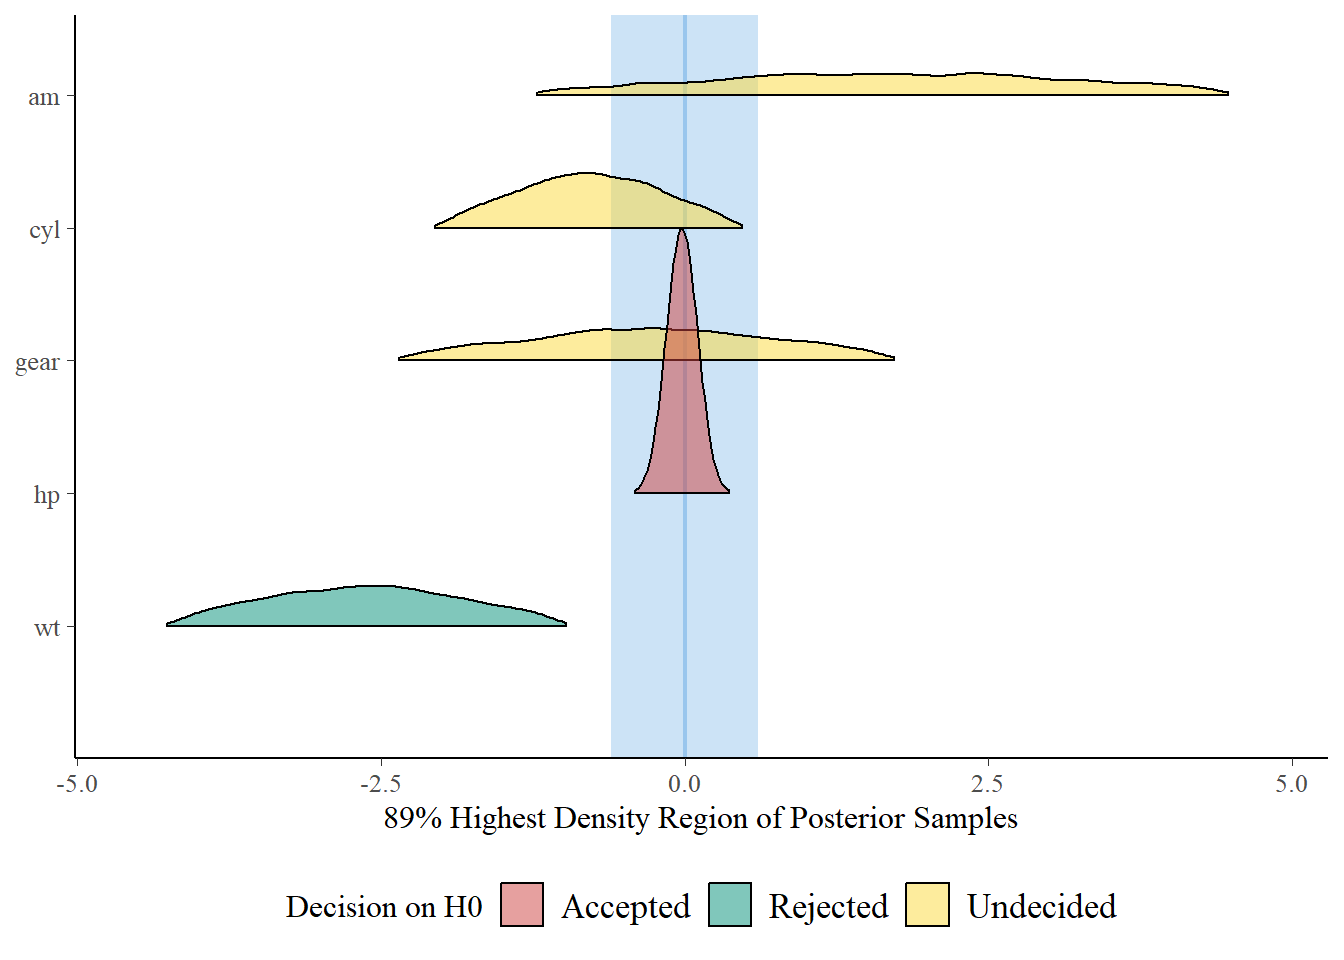 am
cyl
gear
hp
wt
-5.0 -2.5 0.0 2.5 5.0
89% Highest Density Region of Posterior Samples
Decision on H0 Accepted Rejected Undecided